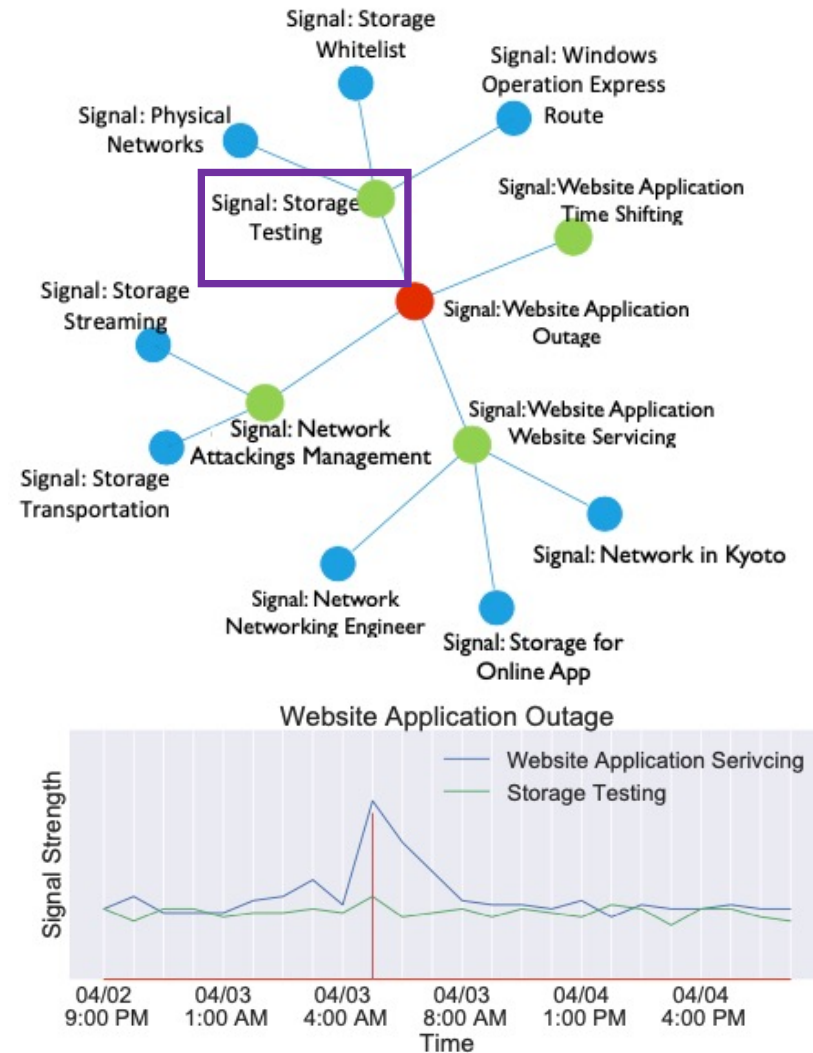 Signal: Storage
Whitelist
Signal: Windows
Operation Express
Route
Signal: Physical
Networks
Signal:Website Application
Time Shifting
Signal: Storage
Testing
Signal: Storage
Streaming
Signal:Website Application
Outage
Signal:Website Application
Website Servicing
Signal: Network
Attackings Management
Signal: Storage
Transportation
Signal: Network in Kyoto
Signal: Network
Networking Engineer
Signal: Storage for
Online App
Website Application Outage
Website Application Serivcing
Storage Testing
Signal Strength
04/02 04/03 04/03 04/03 04/04 04/04
9:00 PM 1:00 AM 4:00 AM 8:00 AM 1:00 PM 4:00 PM
Time